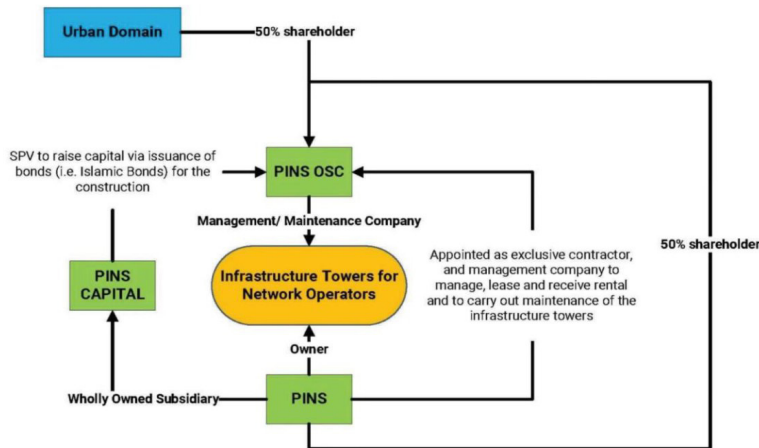 Urban Domain
50% shareholder
SPV to raise capital via issuance of
bonds (i.e. Islamic Bonds) for the
construction
PINS OSC
Management/ Maintenance Company
PINS
CAPITAL
Infrastructure Towers for
Network Operators
Appointed as exclusive contractor,
and management company to
manage, lease and receive rental
and to carry out maintenance of the
infrastructure towers
50% shareholder
Owner
Wholly Owned Subsidiary
PINS